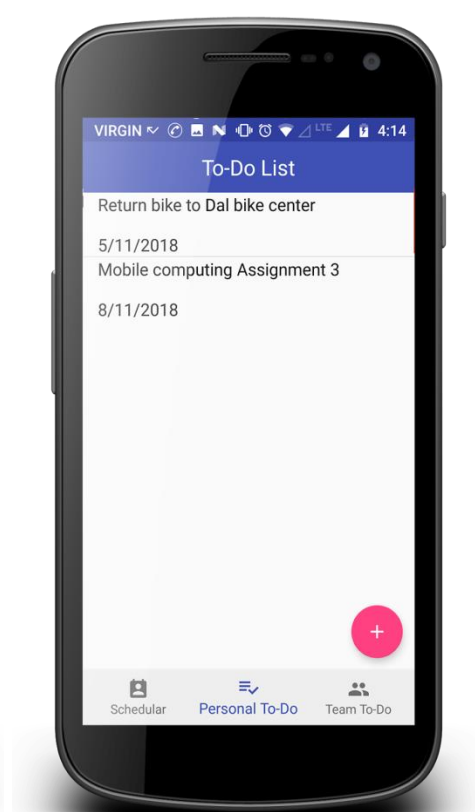 VIRGIN LTE 4:14
To-Do List
Return bike to Dal bike center
5/11/2018
Mobile computing Assignment 3
8/11/2018
+
Schedular Personal To-Do Team To-Do